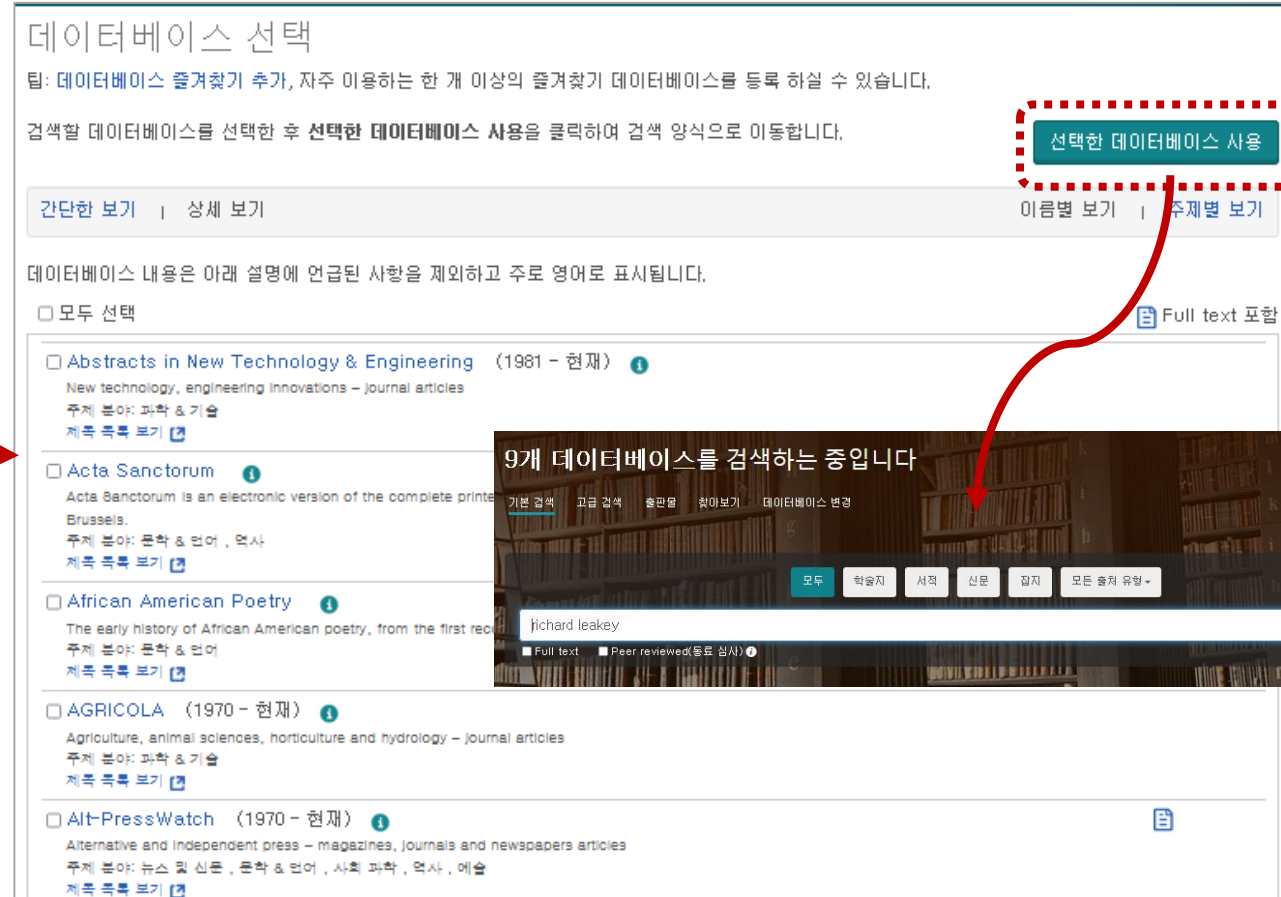 데이터베이스 선택
팁: 데이터베이스 즐겨찾기 추가, 자주 이용하는 한 개 이상의 즐겨찾기 데이터베이스를 등록 하실 수 있습니다.
검색할 데이터베이스를 선택한 후 선택한 데이터베이스 사용을 클릭하여 검색 양식으로 이동합니다.
선택한 데이터베이스 사용
간단한 보기 | 상세 보기
이름별 보기 | 주제별 보기
데이터베이스 내용은 아래 설명에 언급된 사항을 제외하고 주로 영어로 표시됩니다.
모두 선택
Full text 포함
Abstracts in New Technology & Engineering (1981 - 현재)
New technology, engineering innovations – journal articles
주제 분야: 과학 & 기술
제목 목록 보기
Acta Sanctorum
Acta Sanctorum is an electronic version of the complete printe
Brussels.
주제 분야: 문학 & 언어 , 역사
제목 목록 보기
9개 데이터베이스를 검색하는 중입니다
기본 검색 고급 검색 출판물 찾아보기 데이터베이스 변경
모두 학술지 서적 신문 잡지 모든 출처 유형
richard leakey
Full text Peer reviewed(동료 심사)
African American Poetry
The early history of African American poetry, from the first rec
주제 분야: 문학 & 언어
제목 목록 보기
AGRICOLA (1970 - 현재)
Agriculture, animal sciences, horticulture and hydrology – journal articles
주제 분야: 과학 & 기술
제목 목록 보기
Alt-PressWatch (1970 - 현재)
Alternative and independent press – magazines, journals and newspapers articles
주제 분야: 뉴스 및 신문 , 문학 & 언어 , 사회 과학 , 역사 , 예술
제목 목록 보기